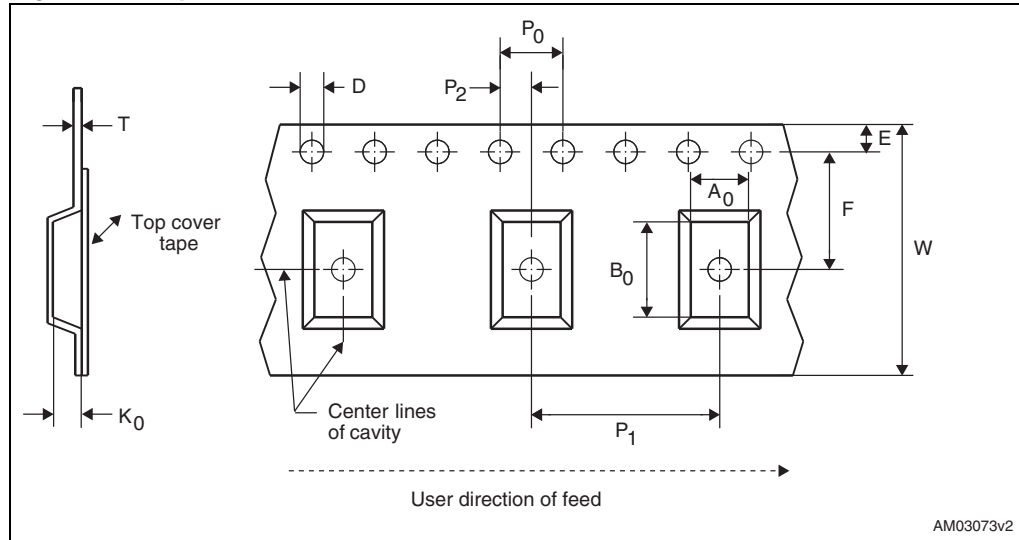 P0
D
P2
T
E
A0
F
Top cover
tape
W
B0
K0
Center lines
of cavity
P1
User direction of feed
AM03073v2